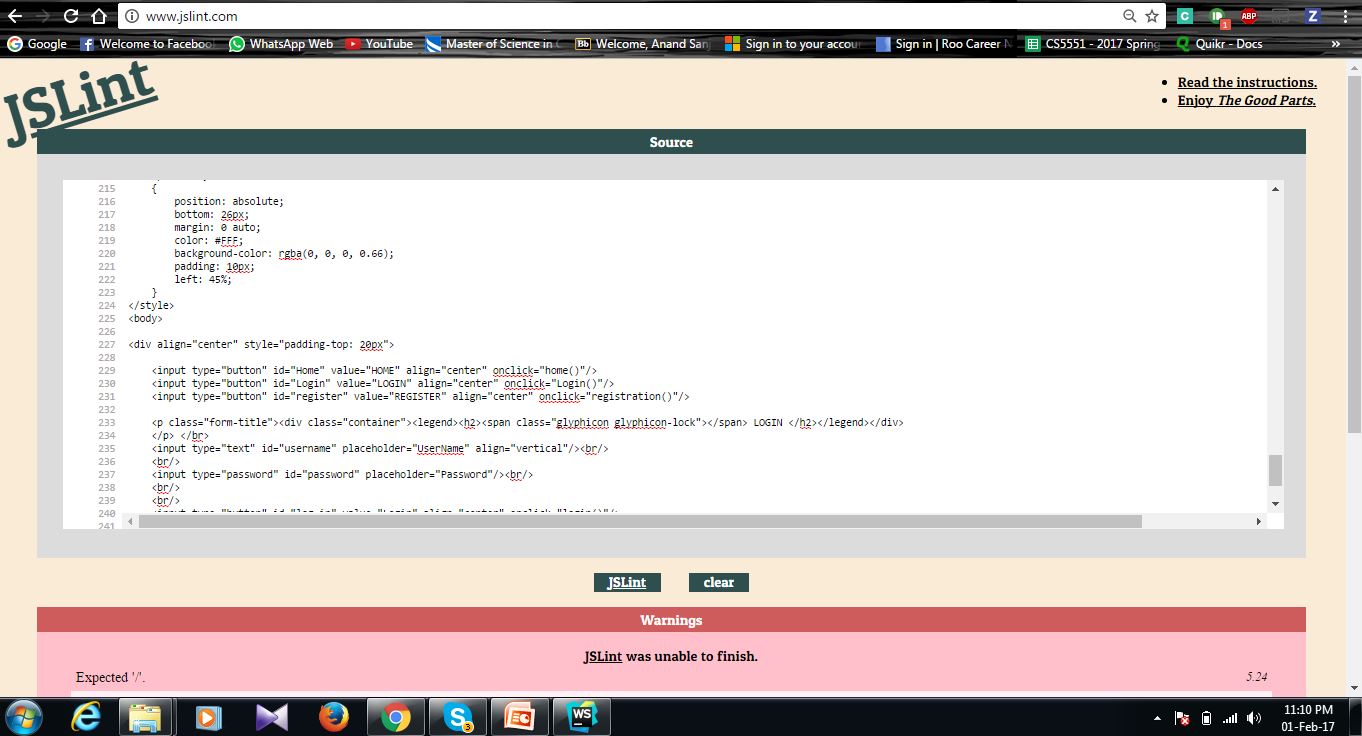 www.jslint.com
1
ABP
Google Welcome to Faceboo WhatsApp Web YouTube Master of Science in Bb Welcome, Anand San Sign in to your accou Sign in | Roo Career N CS5551 - 2017 Spring Quikr - Docs »
JSLint
Read the instructions.
Enjoy The Good Parts.
Source
215 {
216 position: absolute;
217 bottom: 26px;
218 margin: 0 auto;
219 color: #FFF;
220 background-color: rgba(0, 0, 0, 0.66);
221 padding: 10px;
222 left: 45%;
223 }
224 </style>
225 <body>
226
227 <div align="center" style="padding-top: 20px">
228
229 <input type="button" id="Home" value="HOME" align="center" onclick="home()"/>
230 <input type="button" id="Login" value="LOGIN" align="center" onclick="Login()"/>
231 <input type="button" id="register" value="REGISTER" align="center" onclick="registration()"/>
232
233 <p class="form-title"><div class="container"><legend><h2><span class="glyphicon glyphicon-lock"></span> LOGIN </h2></legend></div>
234 </p> </br>
235 <input type="text" id="username" placeholder="UserName" align="vertical"/><br/>
236 <br/>
237 <input type="password" id="password" placeholder="Password"/><br/>
238 <br/>
239 <br/>
240
241
JSLint clear
Warnings
JSLint was unable to finish.
Expected '/'. 5.24
11:10 PM
01-Feb-17